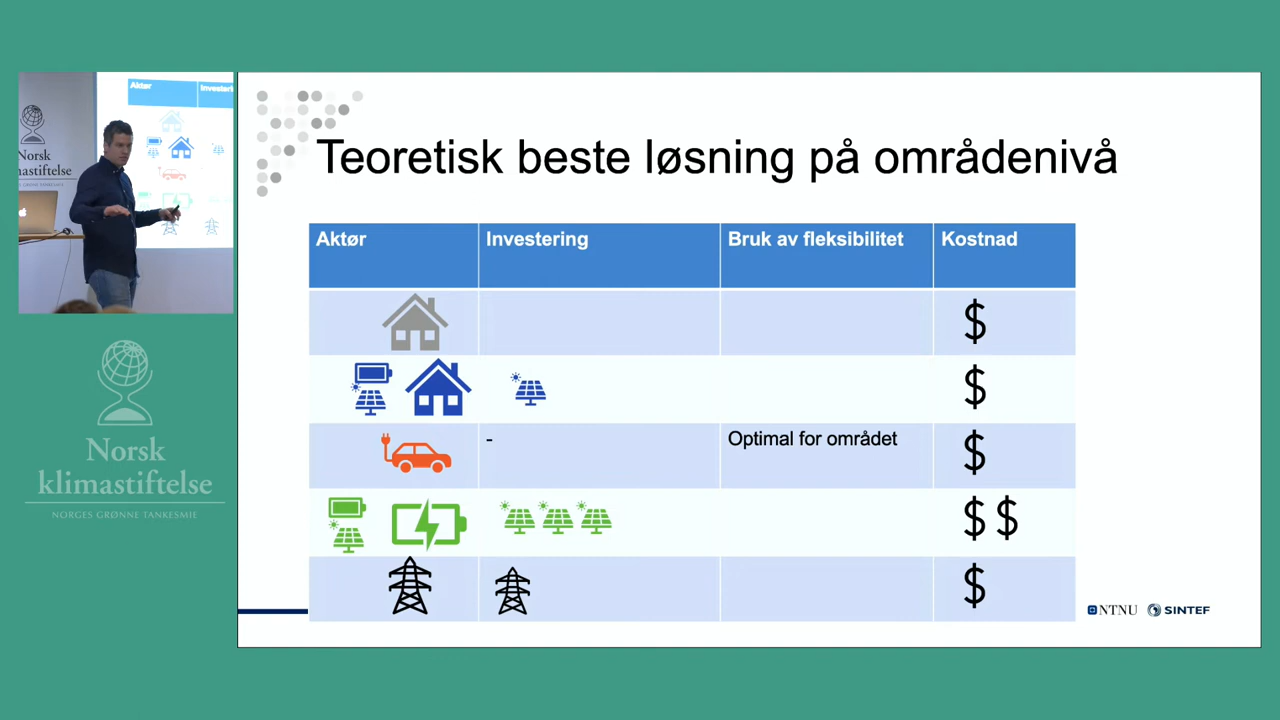 Aktør
Norsk
Teoretisk beste løsning på områdenivå
Aktør Investering Bruk av fleksibilitet Kostnad
$
$
- Optimal for området $
$ $
$
NTNU SINTEF
Norsk
klimastiftelse
NORGES GRØNNE TANKESMIE